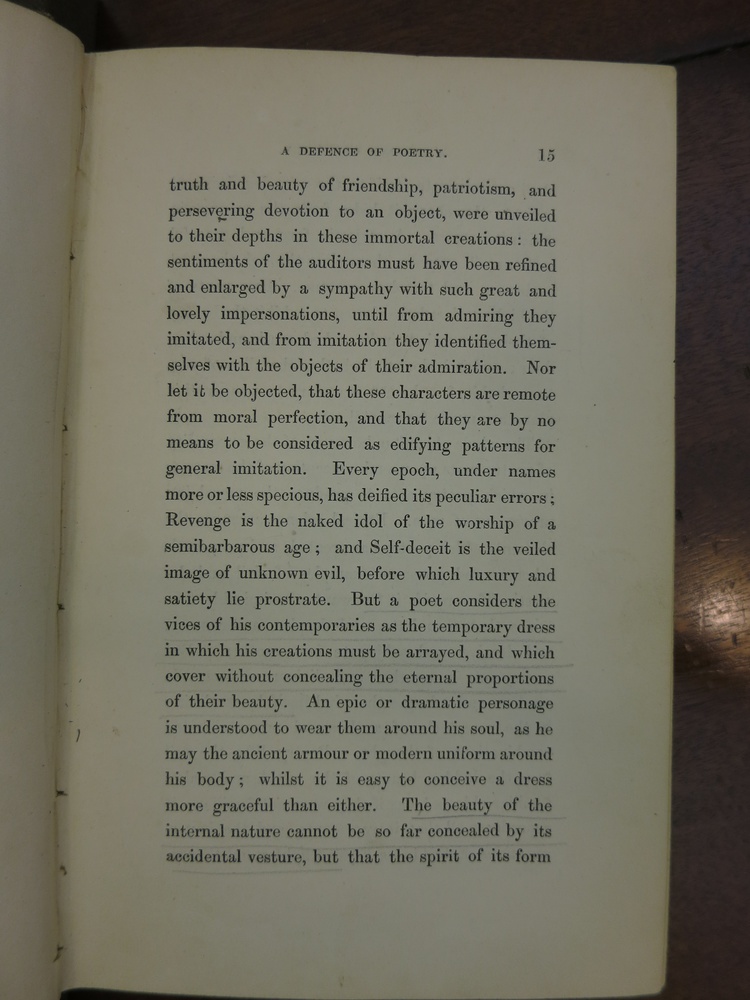 A DEFENCE OF POETRY. 15
truth and beauty of friendship, patriotism, and
persevering devotion to an object, were unveiled
to their depths in these immortal creations : the
sentiments of the auditors must have been refined
and enlarged by a sympathy with such great and
lovely impersonations, until from admiring they
imitated, and from imitation they identified them-
selves with the objects of their admiration. Nor
let it be objected, that these characters are remote
from moral perfection, and that they are by no
means to be considered as edifying patterns for
general imitation. Every epoch, under names
more or less specious, has deified its peculiar errors ;
Revenge is the naked idol of the worship of a
semibarbarous age ; and Self-deceit is the veiled
image of unknown evil, before which luxury and
satiety lie prostrate. But a poet considers the
vices of his contemporaries as the temporary dress
in which his creations must be arrayed, and which
cover without concealing the eternal proportions
of their beauty. An epic or dramatic personage
is understood to wear them around his soul, as he
may the ancient armour or modern uniform around
his body ; whilst it is easy to conceive a dress
more graceful than either. The beauty of the
internal nature cannot be so far concealed by its
accidental vesture, but that the spirit of its form